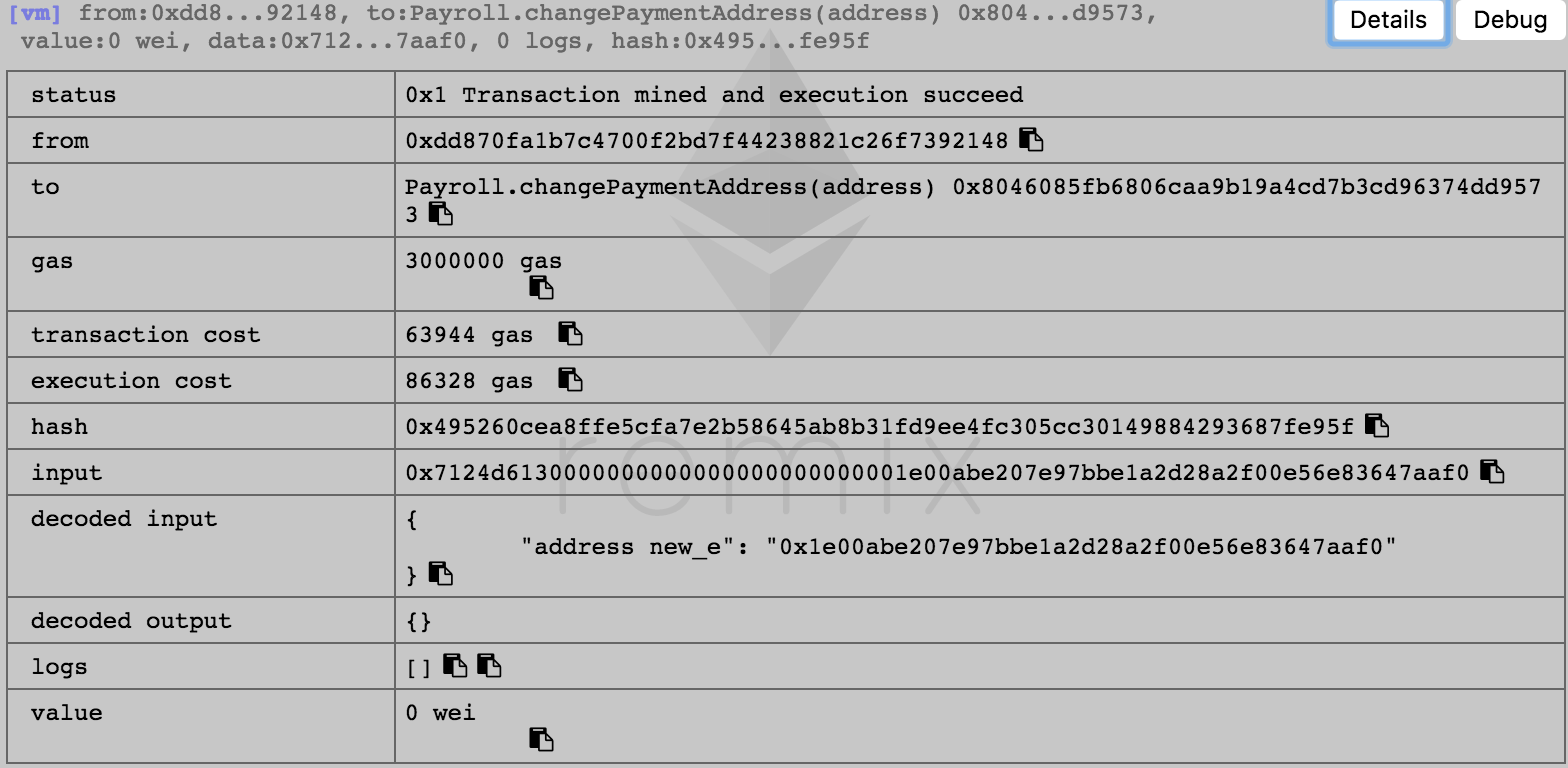 [vm] from:0xdd8...92148, to:Payroll.changePaymentAddress(address) 0x804...d9573,
value:0 wei, data:0x712...7aaf0, 0 logs, hash:0x495...fe95f
Details
Debug
status
0x1 Transaction mined and execution succeed
from
0xdd870fa1b7c4700f2bd7f44238821c26f7392148
to
Payroll.changePaymentAddress(address) 0x8046085fb6806caa9b19a4cd7b3cd96374dd957
3
gas
3000000 gas
transaction cost
63944 gas
execution cost
86328 gas
hash
0x495260cea8ffe5cfa7e2b58645ab8b31fd9ee4fc305cc30149884293687fe95f
input
0x7124d6130000000000000000000000001e00abe207e97bbe1a2d28a2f00e56e83647aaf0
decoded input
{
"address new_e": "0x1e00abe207e97bbe1a2d28a2f00e56e83647aaf0"
}
decoded output
{}
logs
[]
value
0 wei
remix